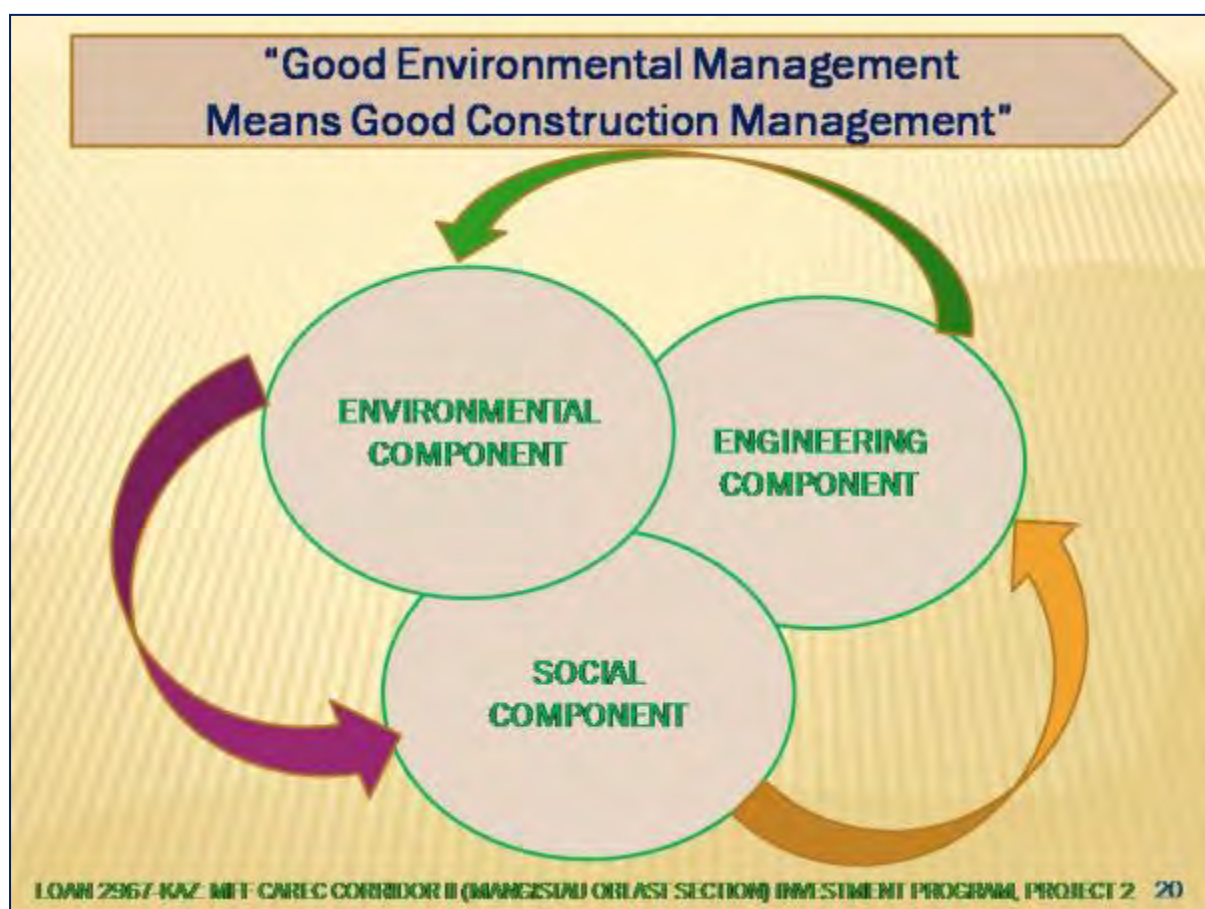 “Good Environmental Management
Means Good Construction Management”
ENVIRONMENTAL
COMPONENT
ENGINEERING
COMPONENT
SOCIAL
COMPONENT
LOAN 2967-KAZ: MFF CAREC CORRIDOR II (MANGISTAU OBLAST SECTION) INVESTMENT PROGRAM, PROJECT 2 20